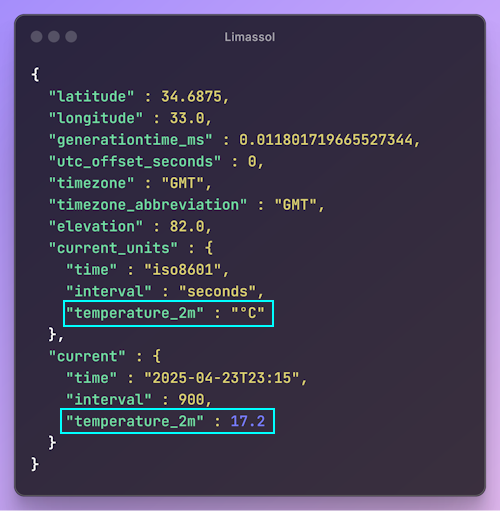 Limassol
{
"latitude" : 34.6875,
"longitude" : 33.0,
"generationtime_ms" : 0.011801719665527344,
"utc_offset_seconds" : 0,
"timezone" : "GMT",
"timezone_abbreviation" : "GMT",
"elevation" : 82.0,
"current_units" : {
"time" : "iso8601",
"interval" : "seconds",
"temperature_2m" : "°C"
},
"current" : {
"time" : "2025-04-23T23:15",
"interval" : 900,
"temperature_2m" : 17.2
}
}